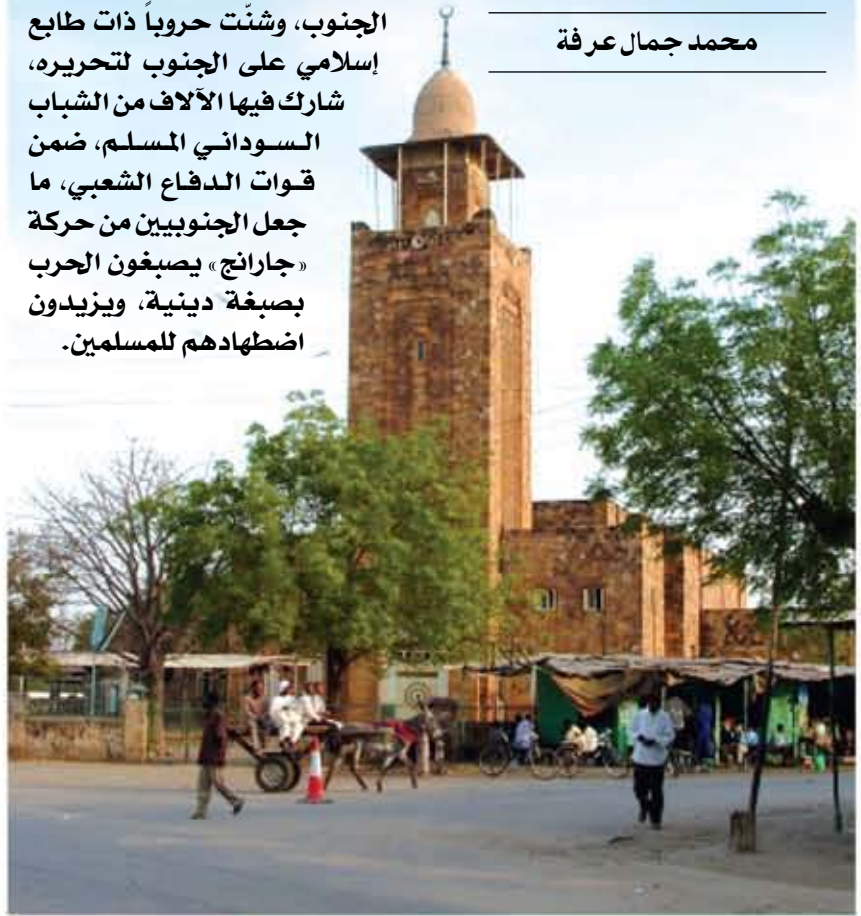 محمد جمال عرفة
الجنوب، وشنّت حروباً ذات طابع
إسلامي على الجنوب لتحريره،
شارك فيها الآلاف من الشباب
السوداني المسلم، ضمن
قوات الدفاع الشعبي، ما
جعل الجنوبيين من حركة
«جارانج» يصبغون الحرب
بصبغة دينية، ويزيدون
اضطهادهم للمسلمين.